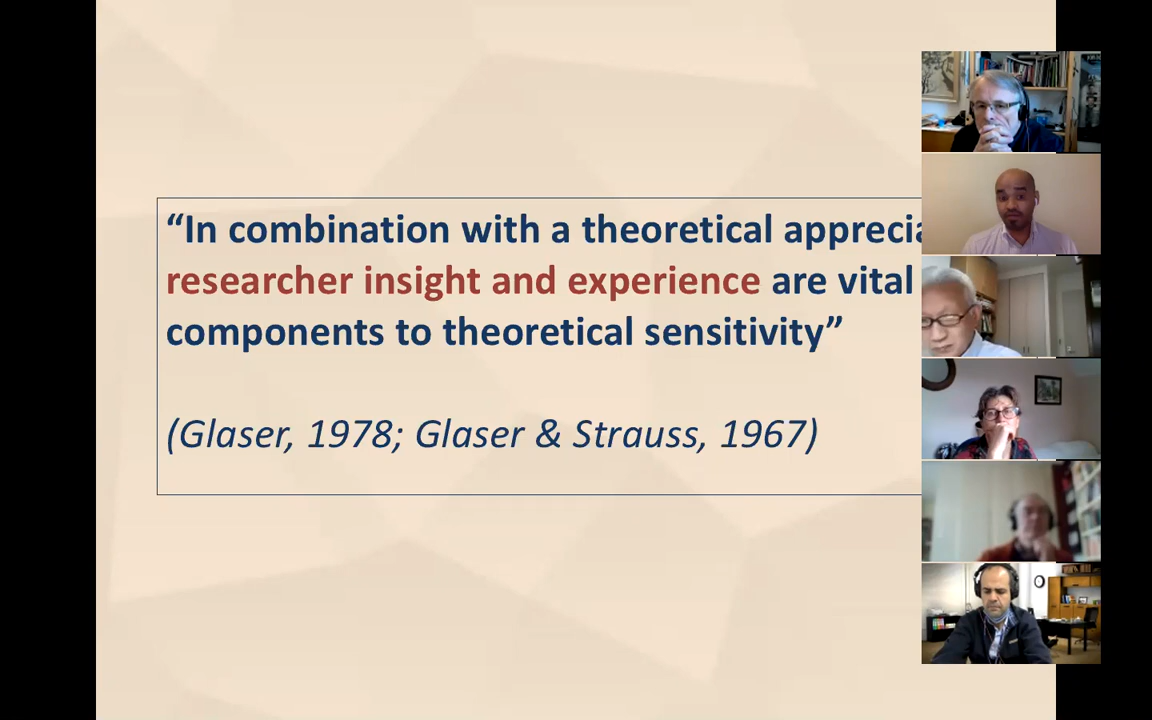 “In combination with a theoretical
researcher insight and experience are vital
components to theoretical sensitivity”
(Glaser, 1978; Glaser & Strauss, 1967)